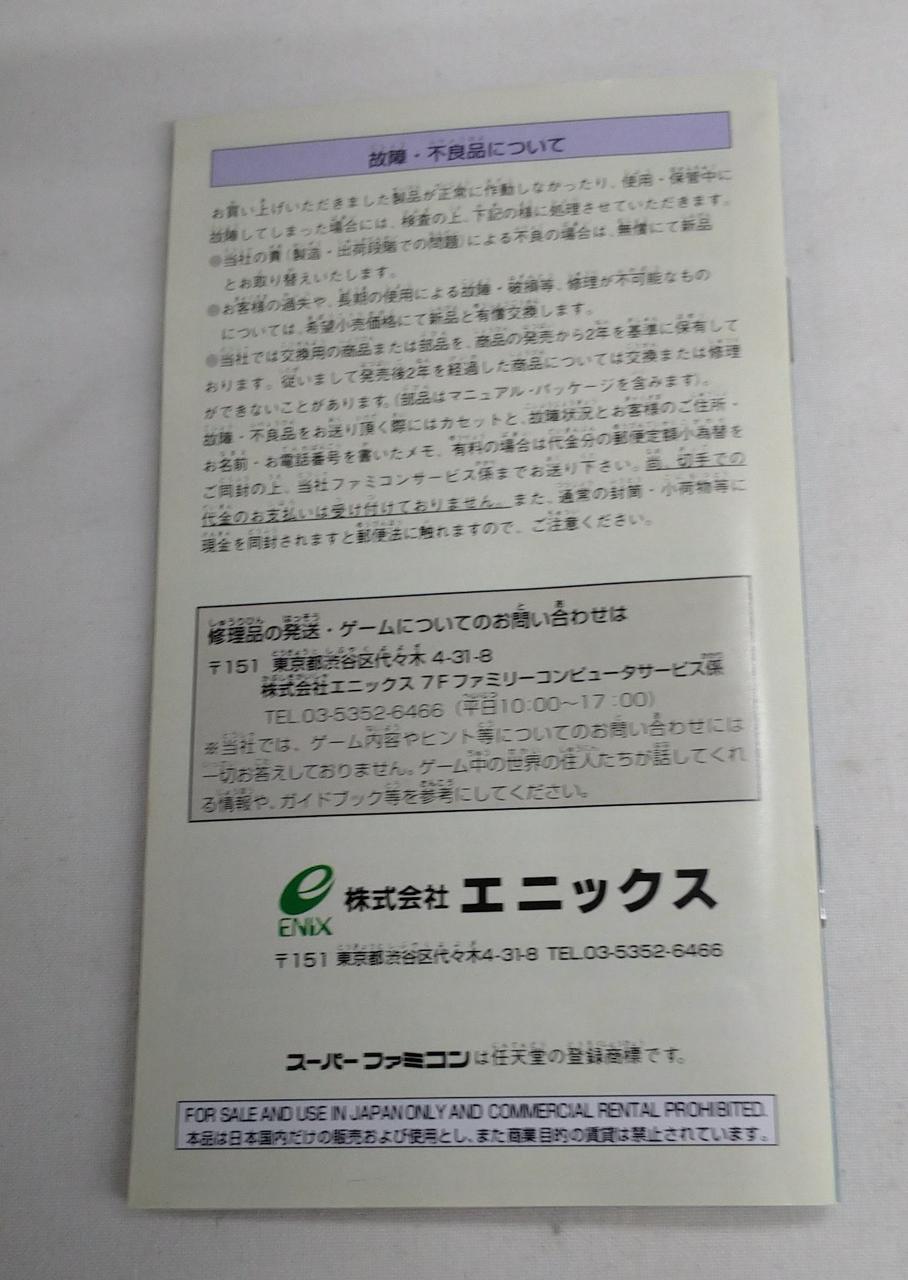 故障・不良品について
お買い上げいただきました製品が正常に作動しなかったり、使用・保管中に
故障してしまった場合には、検査の上、下記の様に処理させていただきます。
●当社の責(製造・出荷段階での問題)による不良の場合は、無償にて新品
とお取り替えいたします。
●お客様の過失や、長期の使用による故障・破損等、修理が不可能なもの
については、希望小売価格にて新品と有償交換します。
●当社では交換用の商品または部品を、商品の発売から2年を基準に保有して
おります。従いまして発売後2年を経過した商品については交換または修理
ができないことがあります。(部品はマニュアル・パッケージを含みます)。
故障・不良品をお送り頂く際にはカセットと、故障状況とお客様のご住所・
お名前・お電話番号を書いたメモ、有料の場合は代金分の郵便定額小為替を
ご同封の上、当社ファミコンサービス係までお送り下さい。尚、切手での
代金のお支払いは受け付けておりません。また、通常の封筒・小荷物等に
現金を同封されますと郵便法に触れますので、ご注意ください。
修理品の発送・ゲームについてのお問い合わせは
〒151 東京都渋谷区代々木 4-31-8
株式会社エニックス 7F ファミリーコンピュータサービス係
TEL.03-5352-6466 (平日10:00～17:00)
※当社では、ゲーム内容やヒント等についてのお問い合わせには
一切お答えしておりません。ゲーム中の世界の住人たちが話してくれ
る情報や、ガイドブック等を参考にしてください。
ENIX 株式会社 エニックス
〒151 東京都渋谷区代々木4-31-8 TEL.03-5352-6466
スーパーファミコンは任天堂の登録商標です。
FOR SALE AND USE IN JAPAN ONLY AND COMMERCIAL RENTAL PROHIBITED.
本品は日本国内だけの販売および使用とし、また商業目的の賃貸は禁止されています。